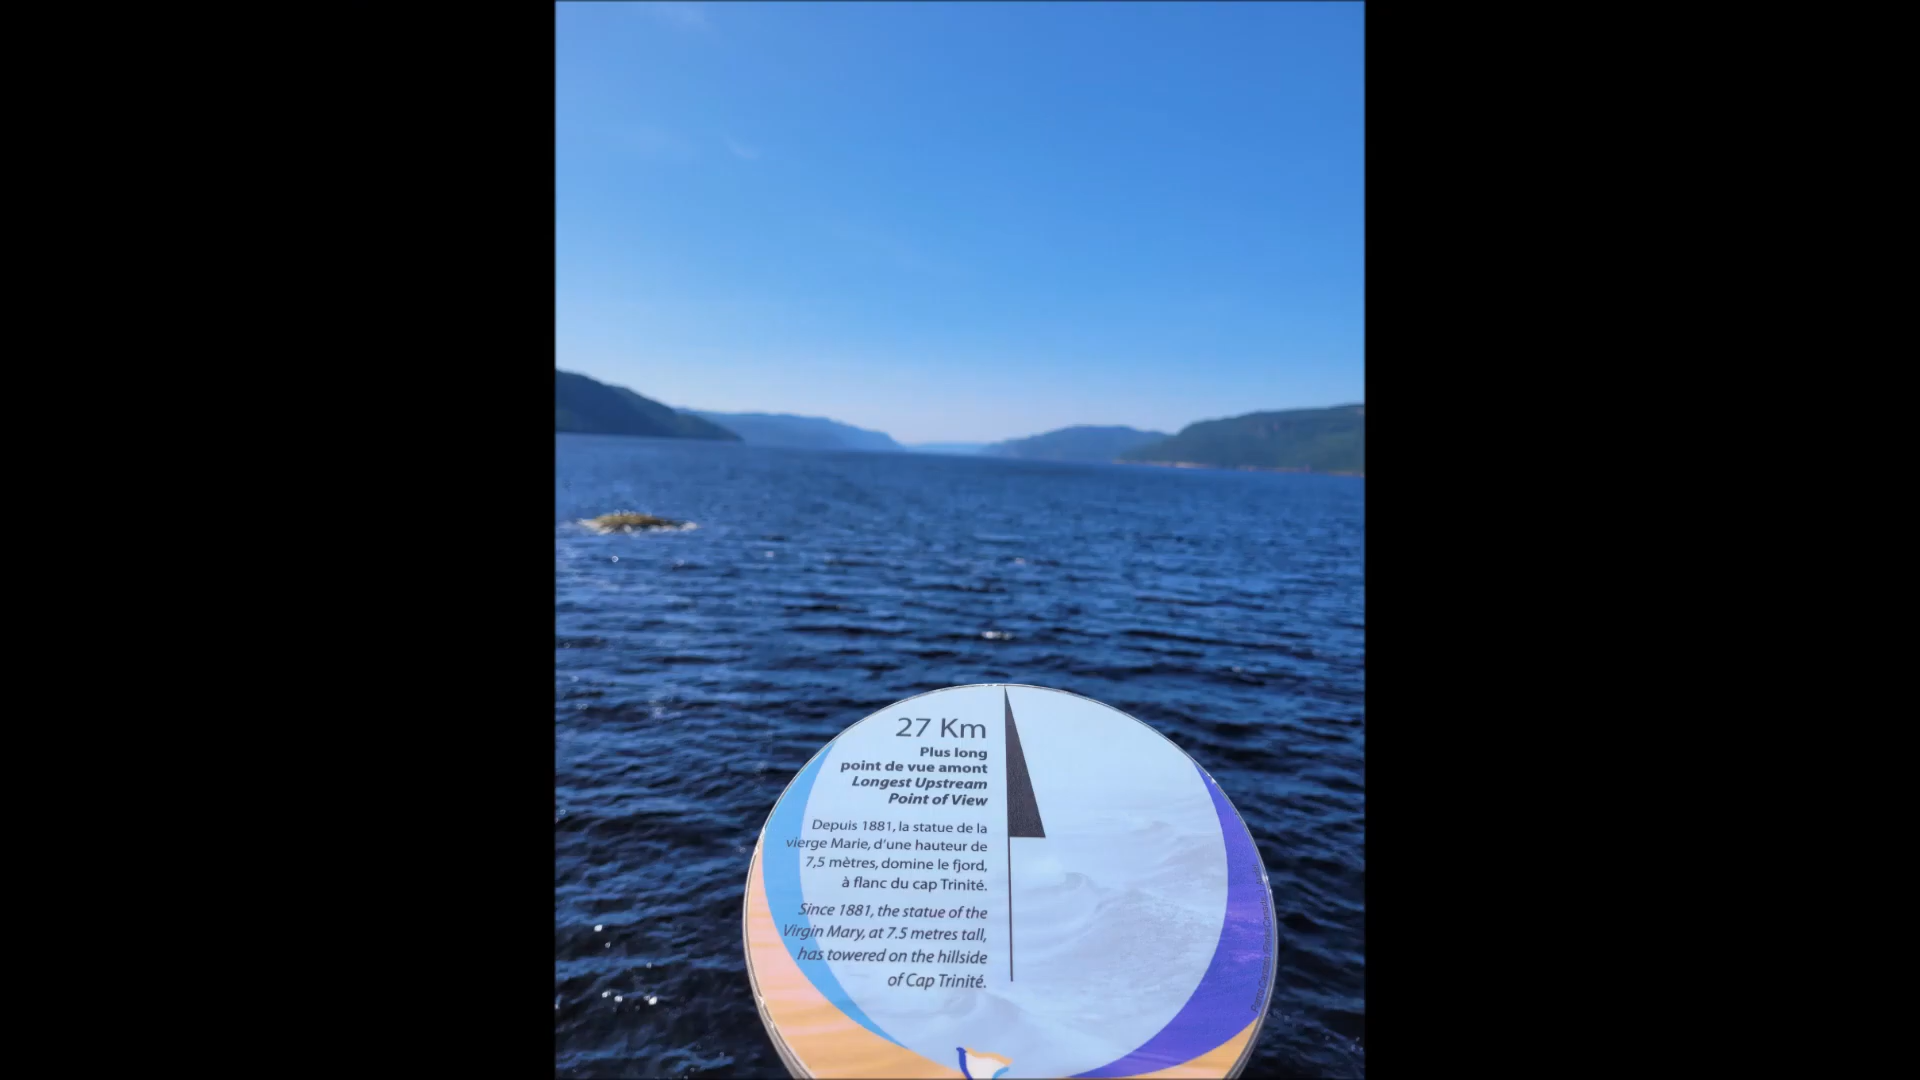 27 Km
Plus long
point de vue amont
Longest Upstream
Point of View
Depuis 1881, la statue de la
vierge Marie, d'une hauteur de
7,5 mètres, domine le fjord,
à flanc du cap Trinité.
Since 1881, the statue of the
Virgin Mary, at 7.5 metres tall,
has towered on the hillside
of Cap Trinité.